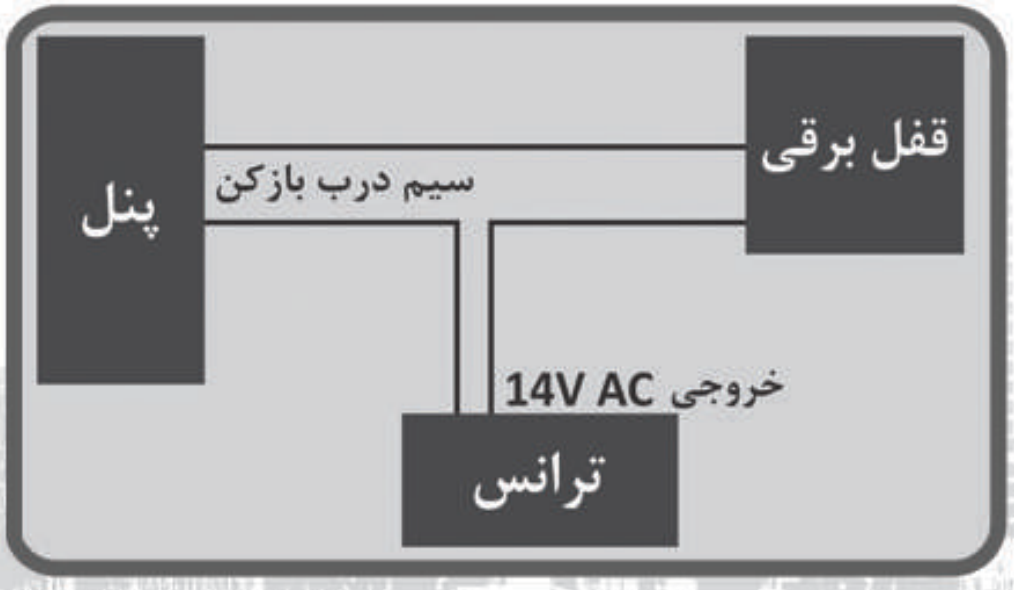 قفل برقی
سیم درب بازکن
پنل
خروجی 14V AC
ترانس